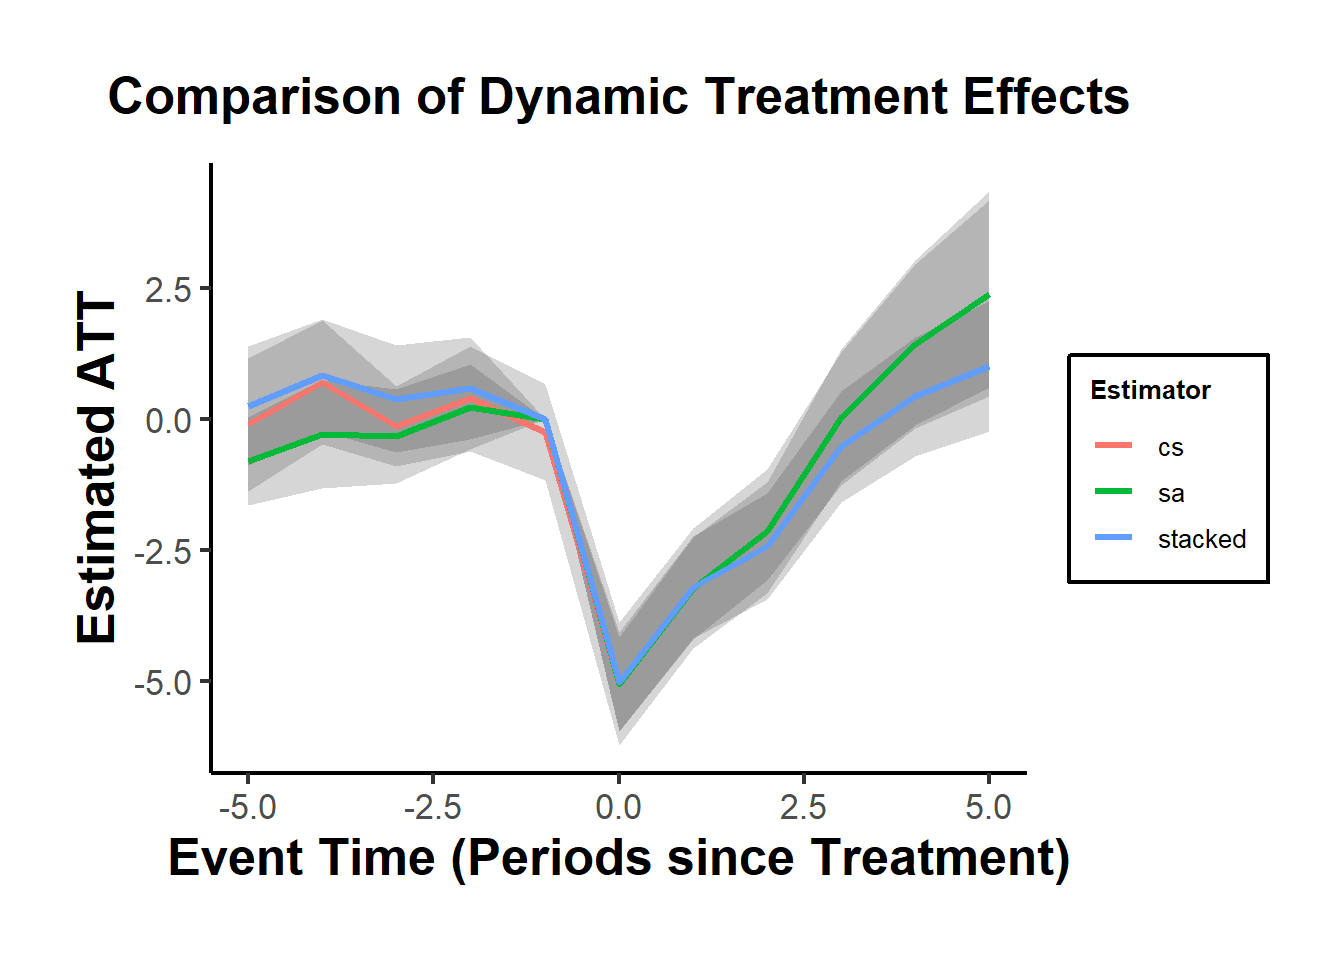 Comparison of Dynamic Treatment Effects
Estimated ATT
2.5
0.0
-2.5
-5.0
-5.0
-2.5
0.0
2.5
5.0
Event Time (Periods since Treatment)
Estimator
cs
sa
stacked